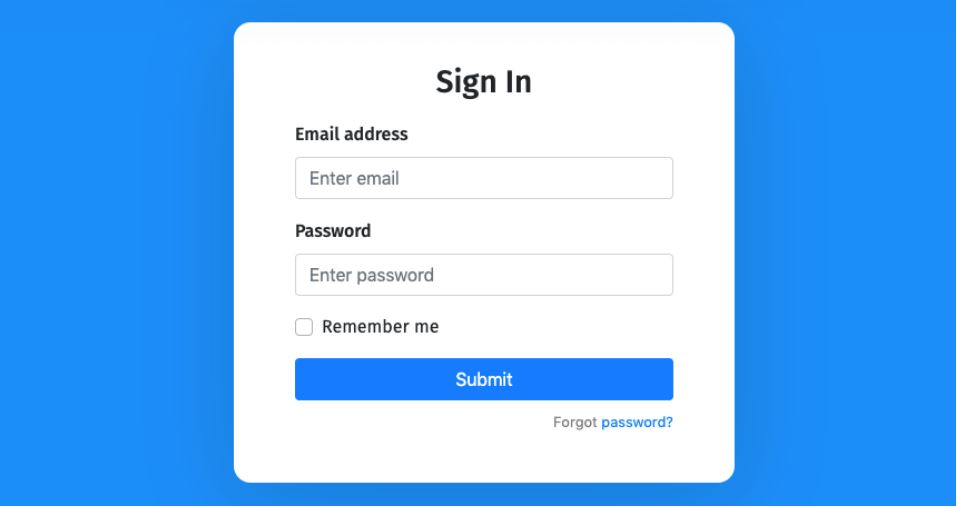 Sign In
Email address
Enter email
Password
Enter password
Remember me
Submit
Forgot password?